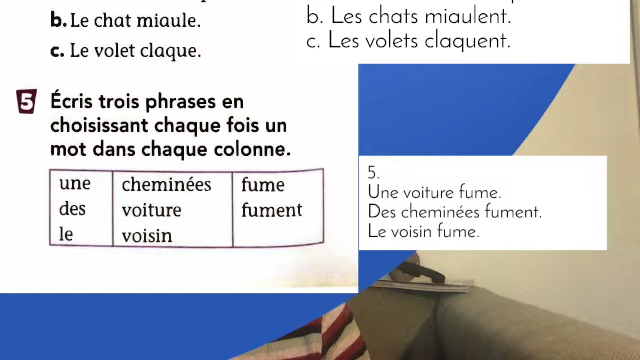 b. Le chat miaule.
c. Le volet claque.
b. Les chats miaulent.
c. Les volets claquent.
5 Écris trois phrases en
choisissant chaque fois un
mot dans chaque colonne.
une cheminées fume
des voiture fument
le voisin
5.
Une voiture fume.
Des cheminées fument.
Le voisin fume.